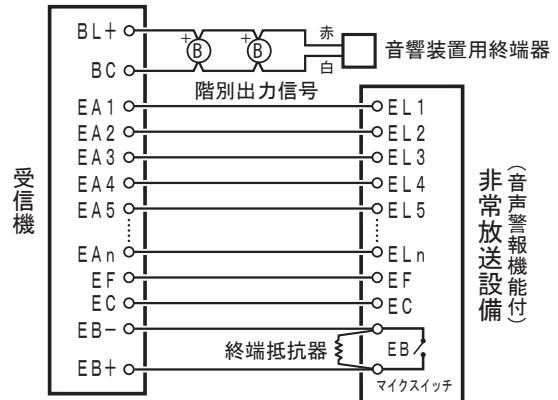 受信機
BL+
BC
EA1
EA2
EA3
EA4
EA5
EAn
EF
EC
EB-
EB+
+
B
+
B
赤
白
音響装置用終端器
階別出力信号
EL1
EL2
EL3
EL4
EL5
ELn
EF
EC
終端抵抗器
EB
マイクスイッチ
非常放送設備
(音声警報機能付)